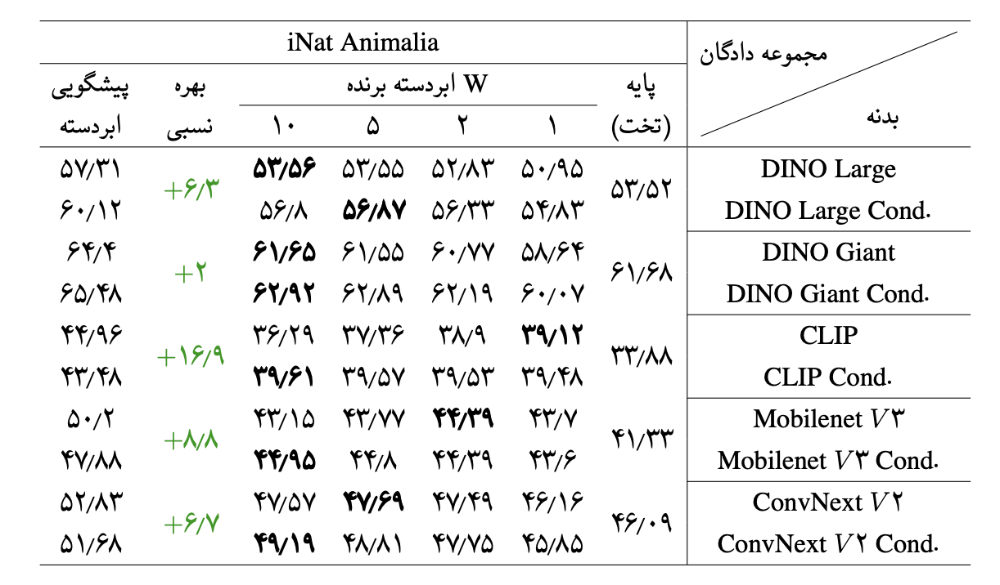 مجموعه دادگان iNat Animalia
بدنه پایه (تخت) W ابردسته برنده بهره نسبی پیشگویی ابردسته
۱ ۲ ۵ ۱۰
DINO Large ۵۳/۵۲ ۵۰/۹۵ ۵۲/۸۳ ۵۳/۵۵ ۵۳/۵۶ +۶/۳ ۵۷/۳۱
DINO Large Cond. ۵۴/۸۳ ۵۶/۳۳ ۵۶/۸۷ ۵۶/۸ ۶۰/۱۲
DINO Giant ۶۱/۶۸ ۵۸/۶۴ ۶۰/۷۷ ۶۱/۵۵ ۶۱/۶۵ +۲ ۶۴/۴
DINO Giant Cond. ۶۰/۰۷ ۶۲/۱۹ ۶۲/۸۹ ۶۲/۹۲ ۶۵/۴۸
CLIP ۳۳/۸۸ ۳۹/۱۲ ۳۸/۹ ۳۷/۳۶ ۳۶/۲۹ +۱۶/۹ ۴۴/۹۶
CLIP Cond. ۳۹/۴۸ ۳۹/۵۳ ۳۹/۵۷ ۳۹/۶۱ ۴۳/۴۸
Mobilenet V۳ ۴۱/۳۳ ۴۳/۷ ۴۴/۳۹ ۴۳/۷۷ ۴۳/۱۵ +۸/۸ ۵۰/۲
Mobilenet V۳ Cond. ۴۳/۶ ۴۴/۳۹ ۴۴/۸ ۴۴/۹۵ ۴۷/۸۸
ConvNext V۲ ۴۶/۰۹ ۴۶/۱۶ ۴۷/۴۹ ۴۷/۶۹ ۴۷/۵۷ +۶/۷ ۵۲/۸۳
ConvNext V۲ Cond. ۴۵/۸۵ ۴۷/۷۵ ۴۸/۸۱ ۴۹/۱۹ ۵۱/۶۸